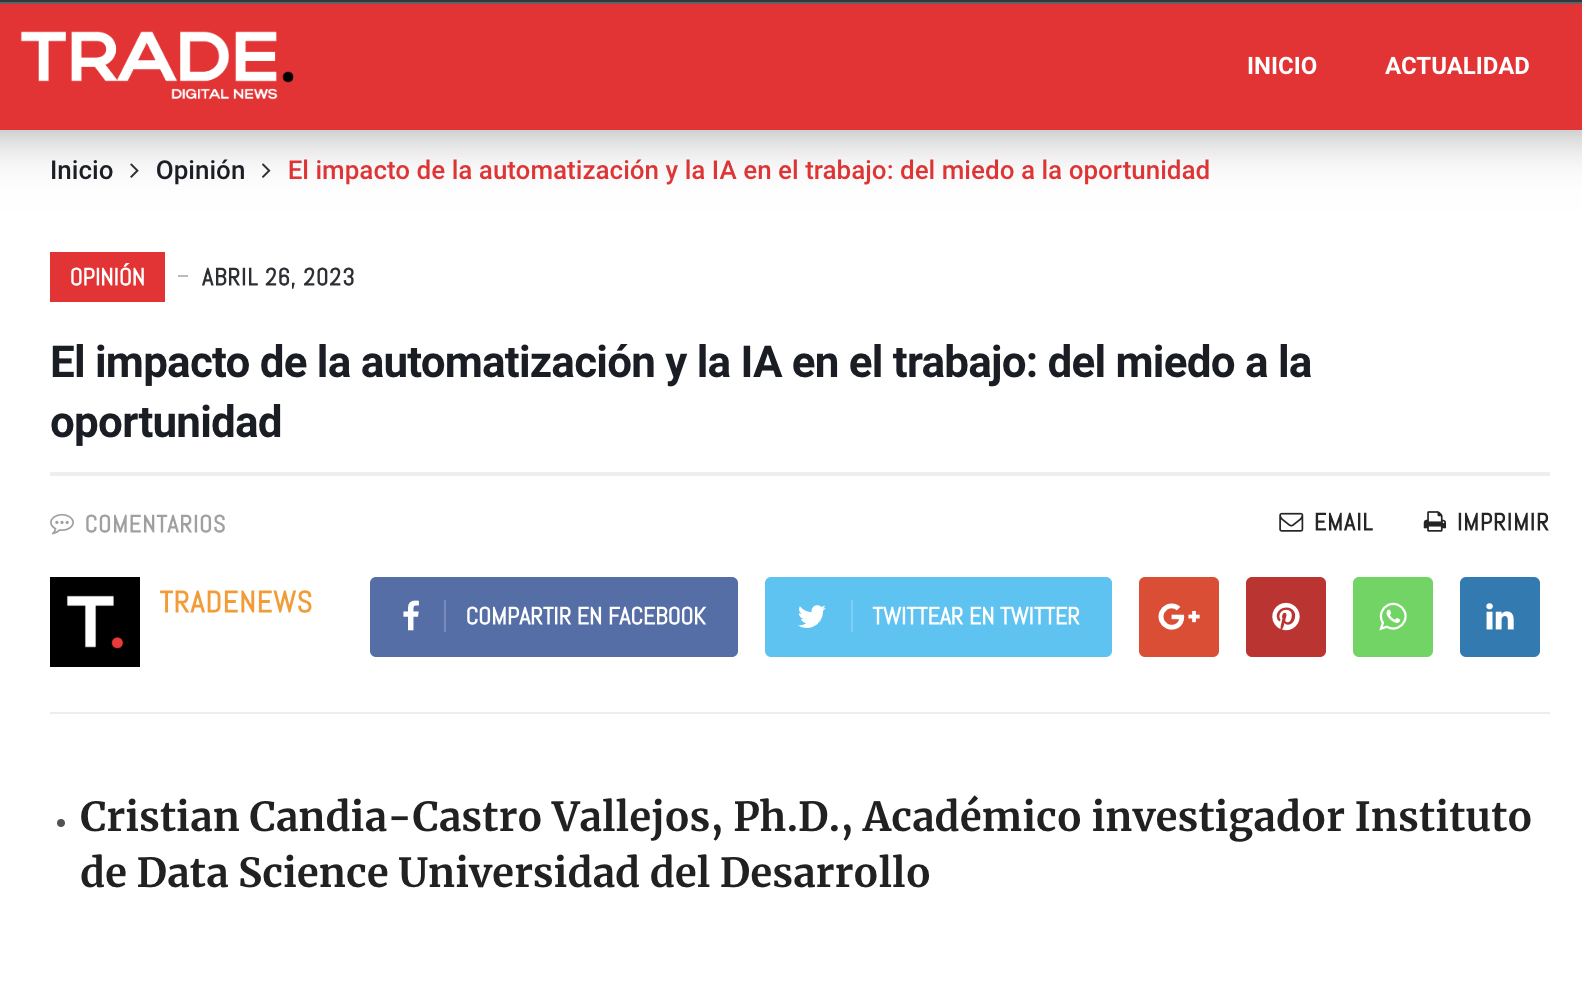 TRADE.
DIGITAL NEWS
INICIO ACTUALIDAD
Inicio > Opinión > El impacto de la automatización y la IA en el trabajo: del miedo a la oportunidad
OPINIÓN – ABRIL 26, 2023
El impacto de la automatización y la IA en el trabajo: del miedo a la
oportunidad
COMENTARIOS
EMAIL IMPRIMIR
T.
TRADENEWS
COMPARTIR EN FACEBOOK
TWITTEAR EN TWITTER
G+
in
• Cristian Candia-Castro Vallejos, Ph.D., Académico investigador Instituto
de Data Science Universidad del Desarrollo